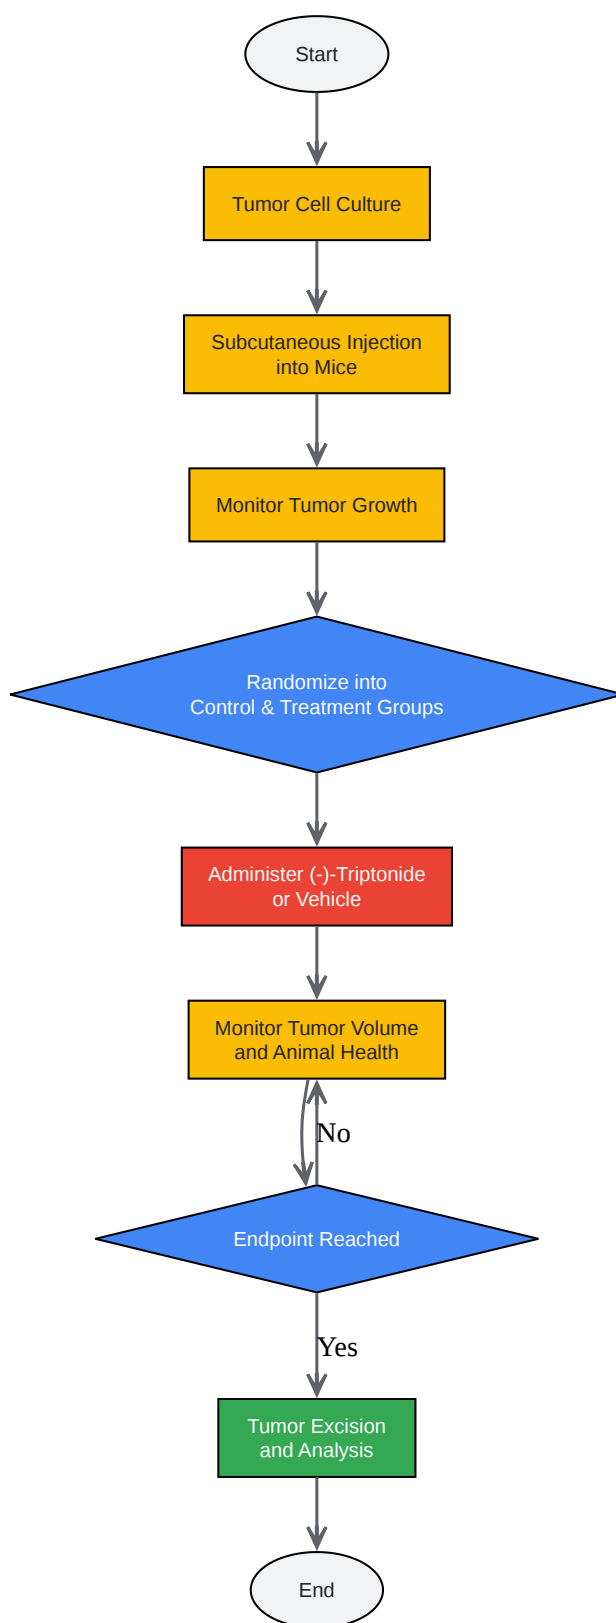 Start
Tumor Cell Culture
Subcutaneous Injection
into Mice
Monitor Tumor Growth
Randomize into
Control & Treatment Groups
Administer (-)-Triptonide
or Vehicle
Monitor Tumor Volume
and Animal Health
No
Endpoint Reached
Yes
Tumor Excision
and Analysis
End